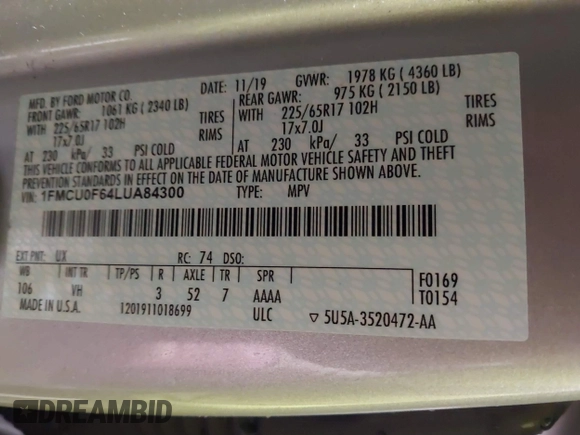 MFD. BY FORD MOTOR CO. DATE: 11/19 GVWR: 1978 KG ( 4360 LB)
FRONT GAWR: 1061 KG ( 2340 LB) REAR GAWR: 975 KG ( 2150 LB)
WITH 225/65R17 102H TIRES WITH 225/65R17 102H TIRES
17x7.0J RIMS 17x7.0J RIMS
AT 230 kPa/ 33 PSI COLD AT 230 kPa/ 33 PSI COLD
THIS VEHICLE CONFORMS TO ALL APPLICABLE FEDERAL MOTOR VEHICLE SAFETY AND THEFT
PREVENTION STANDARDS IN EFFECT ON THE DATE OF MANUFACTURE SHOWN ABOVE.
VIN: 1FMCU0F64LUA84300 TYPE: MPV
EXT PNT: UX RC: 74 DSO:
WB INT TR TP/PS R AXLE TR SPR
106 VH 3 52 7 AAAA
F0169
T0154
MADE IN U.S.A. 1201911018699 ULC ▽ 5U5A-3520472-AA
DREAMBID